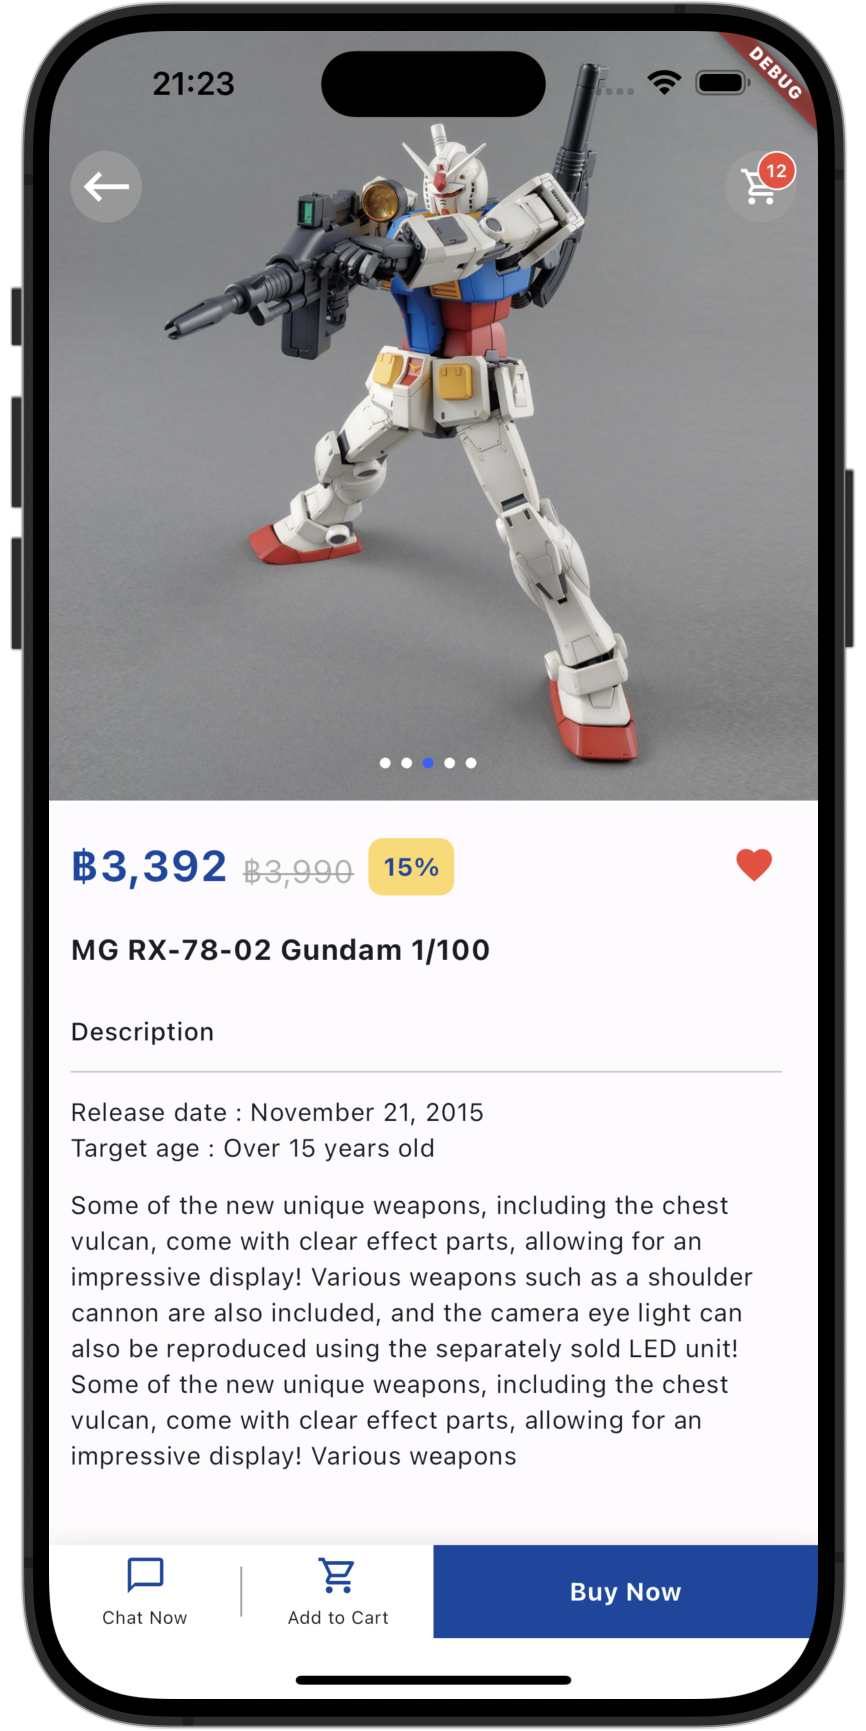 21:23
DEBUG
12
฿3,392 ฿3,990 15%
MG RX-78-02 Gundam 1/100
Description
Release date : November 21, 2015
Target age : Over 15 years old
Some of the new unique weapons, including the chest
vulcan, come with clear effect parts, allowing for an
impressive display! Various weapons such as a shoulder
cannon are also included, and the camera eye light can
also be reproduced using the separately sold LED unit!
Some of the new unique weapons, including the chest
vulcan, come with clear effect parts, allowing for an
impressive display! Various weapons
Chat Now
Add to Cart
Buy Now